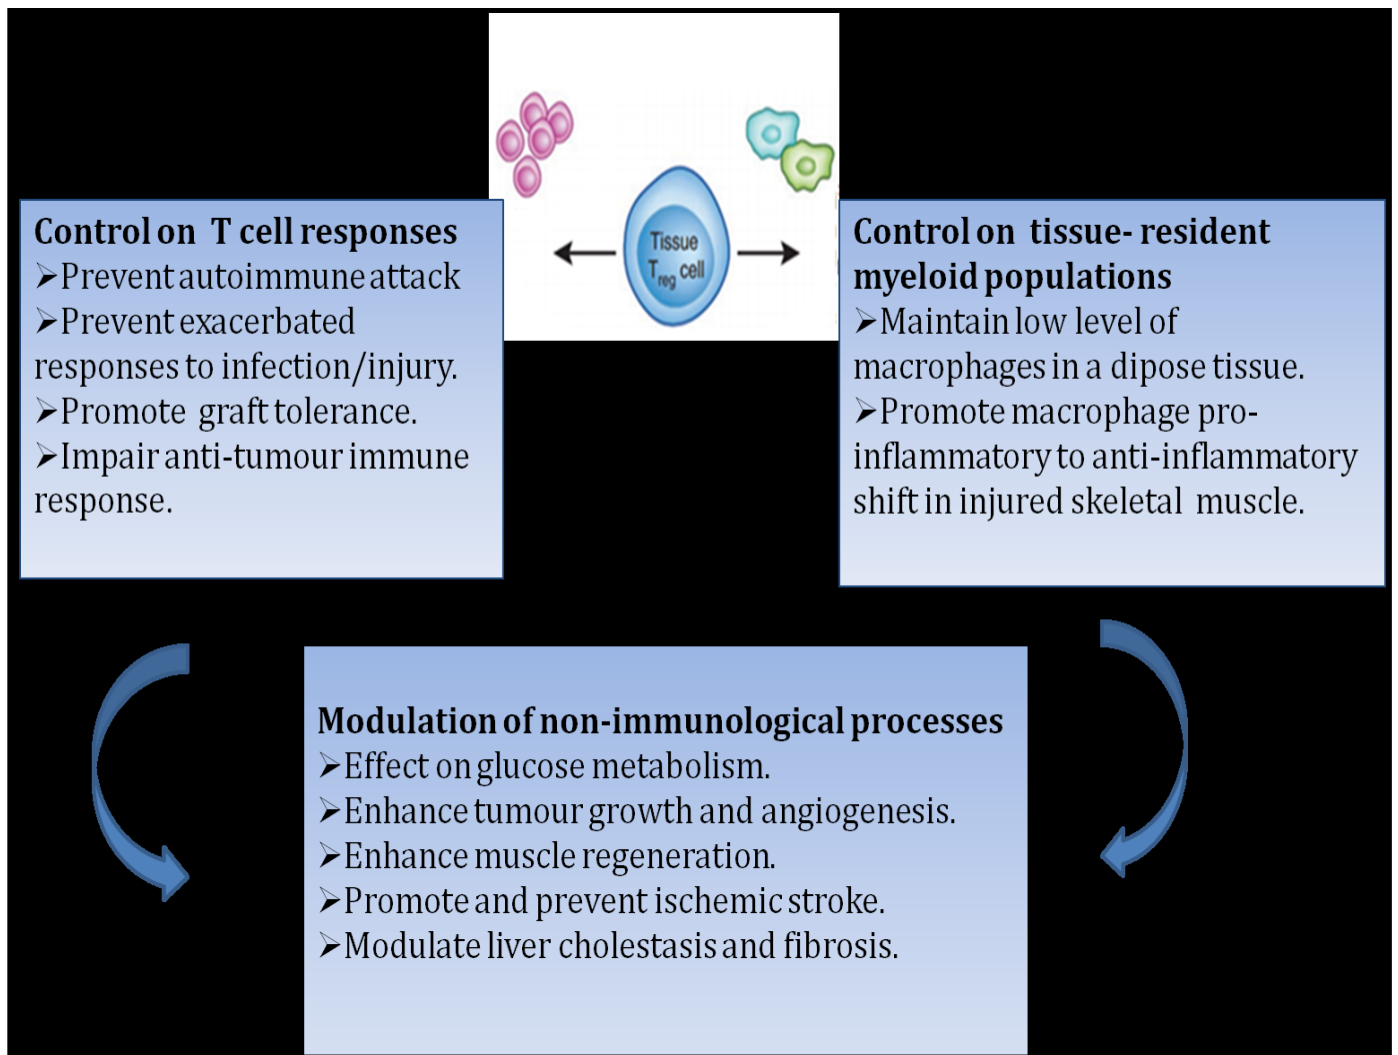 Tissue
Treg cell
Control on T cell responses
➢Prevent autoimmune attack
➢Prevent exacerbated
responses to infection/injury.
➢Promote graft tolerance.
➢Impair anti-tumour immune
response.
Control on tissue- resident
myeloid populations
➢Maintain low level of
macrophages in a dipose tissue.
➢Promote macrophage pro-
inflammatory to anti-inflammatory
shift in injured skeletal muscle.
Modulation of non-immunological processes
➢Effect on glucose metabolism.
➢Enhance tumour growth and angiogenesis.
➢Enhance muscle regeneration.
➢Promote and prevent ischemic stroke.
➢Modulate liver cholestasis and fibrosis.